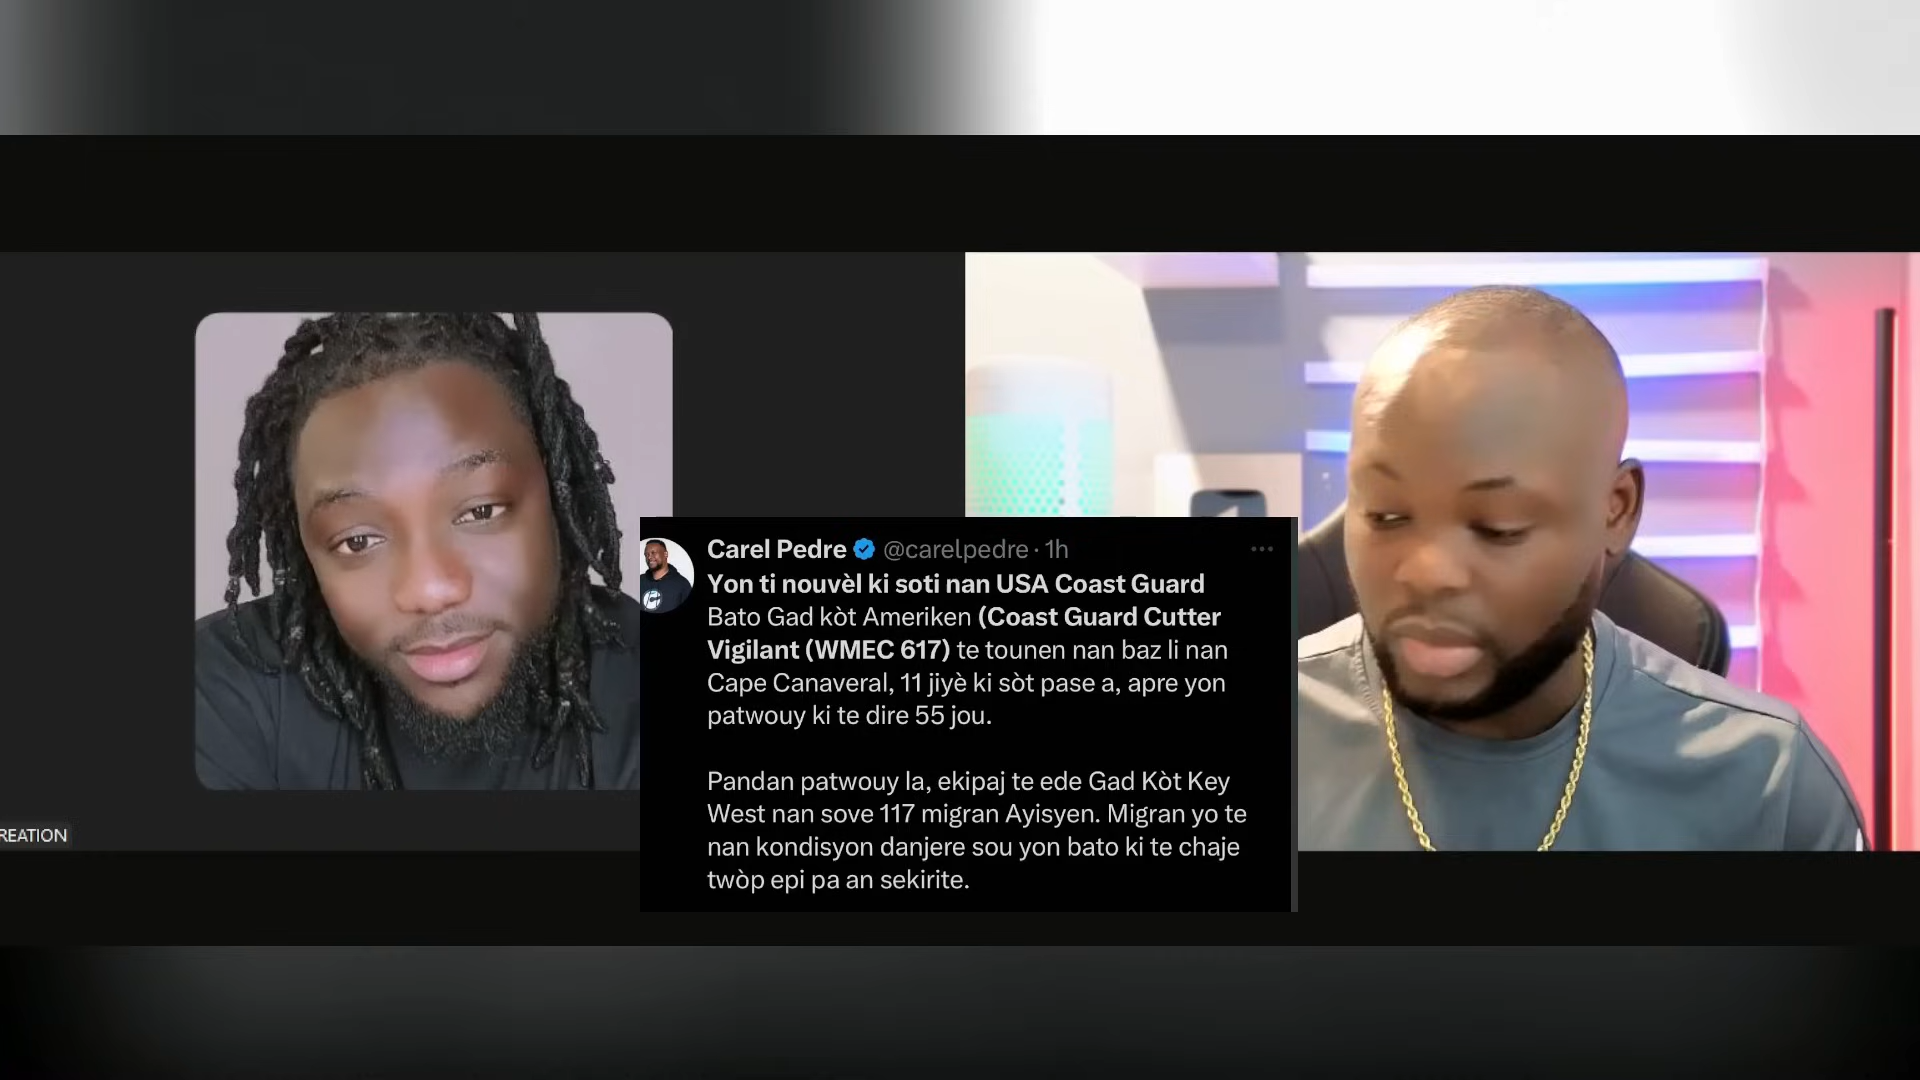 Carel Pedre @carelpedre · 1h
Yon ti nouvèl ki soti nan USA Coast Guard
Bato Gad kòt Ameriken (Coast Guard Cutter
Vigilant (WMEC 617) te tounen nan baz li nan
Cape Canaveral, 11 jiyè ki sòt pase a, apre yon
patwouy ki te dire 55 jou.
Pandan patwouy la, ekipaj te ede Gad Kòt Key
West nan sove 117 migran Ayisyen. Migran yo te
nan kondisyon danjere sou yon bato ki te chaje
twòp epi pa an sekirite.
REATION